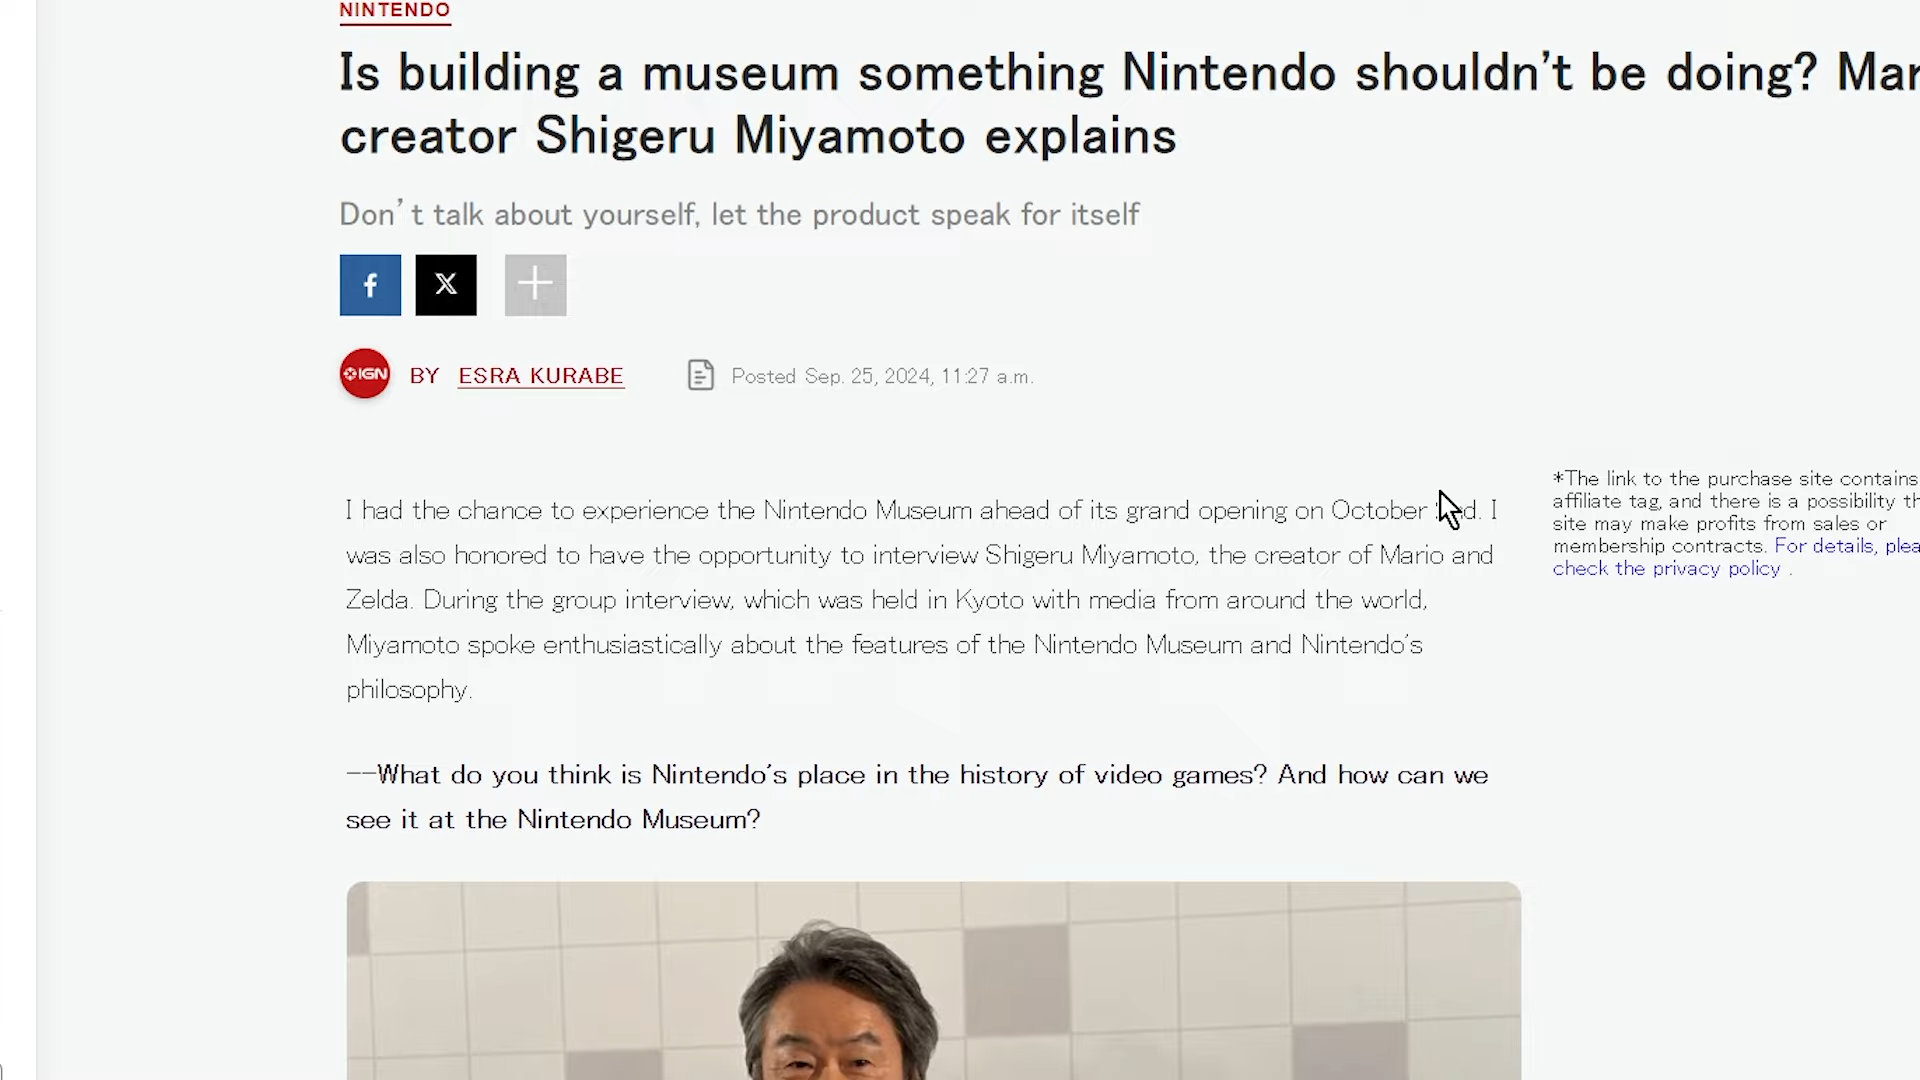 NINTENDO
Is building a museum something Nintendo shouldn't be doing? Mar
creator Shigeru Miyamoto explains
Don't talk about yourself, let the product speak for itself
IGN
BY ESRA KURABE
Posted Sep. 25, 2024, 11:27 a.m.
I had the chance to experience the Nintendo Museum ahead of its grand opening on October I
was also honored to have the opportunity to interview Shigeru Miyamoto, the creator of Mario and
Zelda. During the group interview, which was held in Kyoto with media from around the world,
Miyamoto spoke enthusiastically about the features of the Nintendo Museum and Nintendo's
philosophy.
*The link to the purchase site contains
affiliate tag, and there is a possibility th
site may make profits from sales or
membership contracts. For details, plea
check the privacy policy .
--What do you think is Nintendo's place in the history of video games? And how can we
see it at the Nintendo Museum?